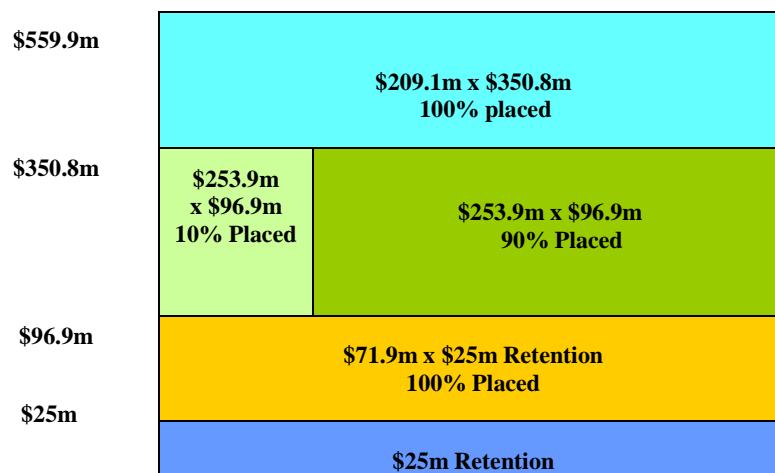 $559.9m
$209.1m x $350.8m
100% placed
$350.8m
$253.9m
x $96.9m
10% Placed
$253.9m x $96.9m
90% Placed
$96.9m
$71.9m x $25m Retention
100% Placed
$25m
$25m Retention